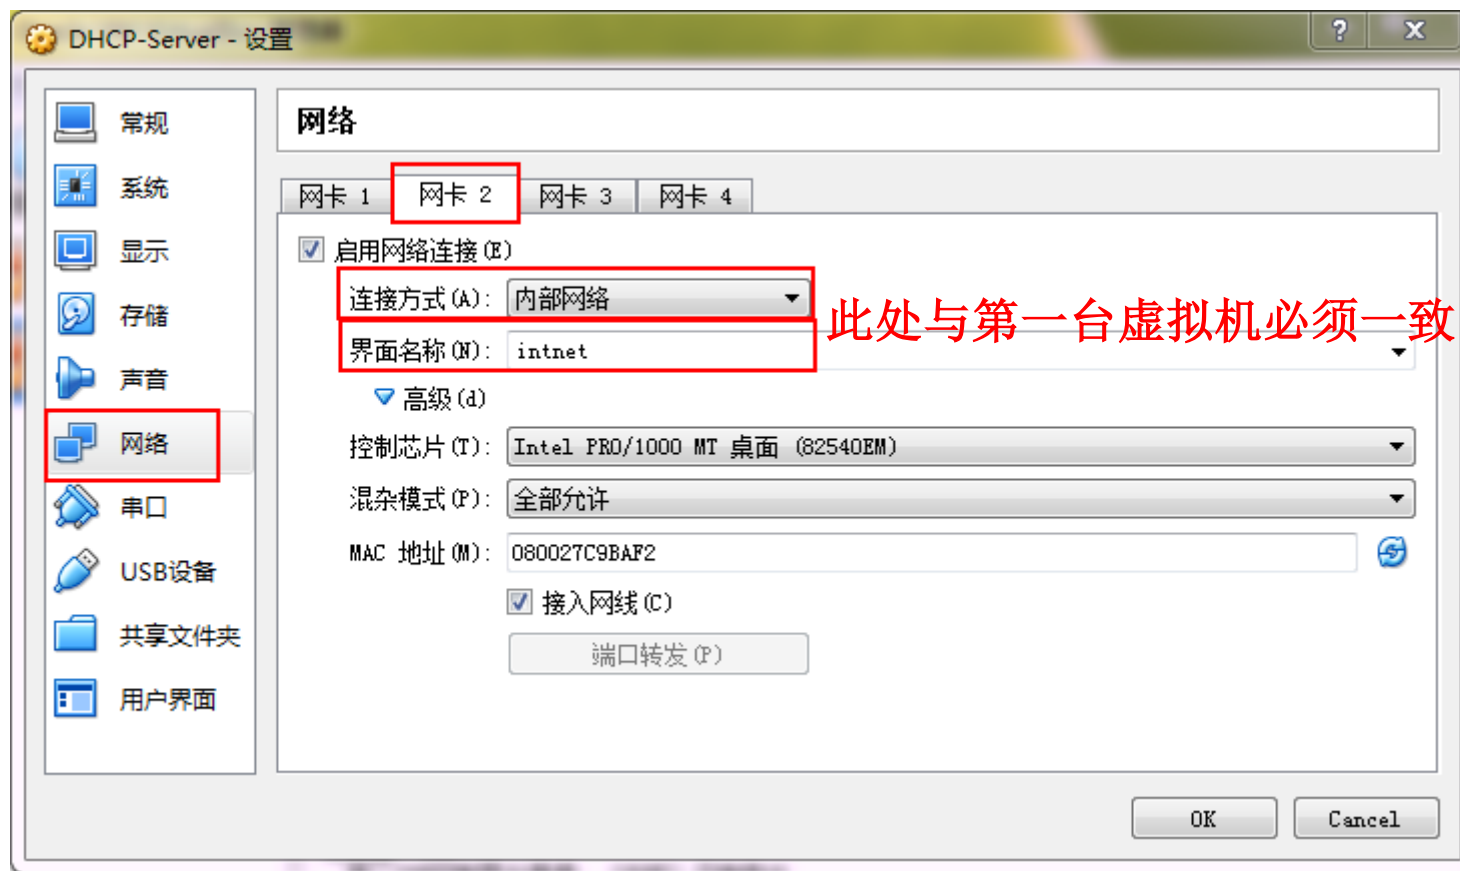 DHCP-Server - 设置
常规
系统
显示
存储
声音
网络
串口
USB设备
共享文件夹
用户界面
网络
网卡 1 网卡 2 网卡 3 网卡 4
启用网络连接(E)
连接方式(A): 内部网络
此处与第一台虚拟机必须一致
界面名称(N): intnet
高级(d)
控制芯片(T): Intel PRO/1000 MT 桌面 (82540EM)
混杂模式(P): 全部允许
MAC 地址(M): 080027C9BAF2
接入网线(C)
端口转发(P)
OK Cancel